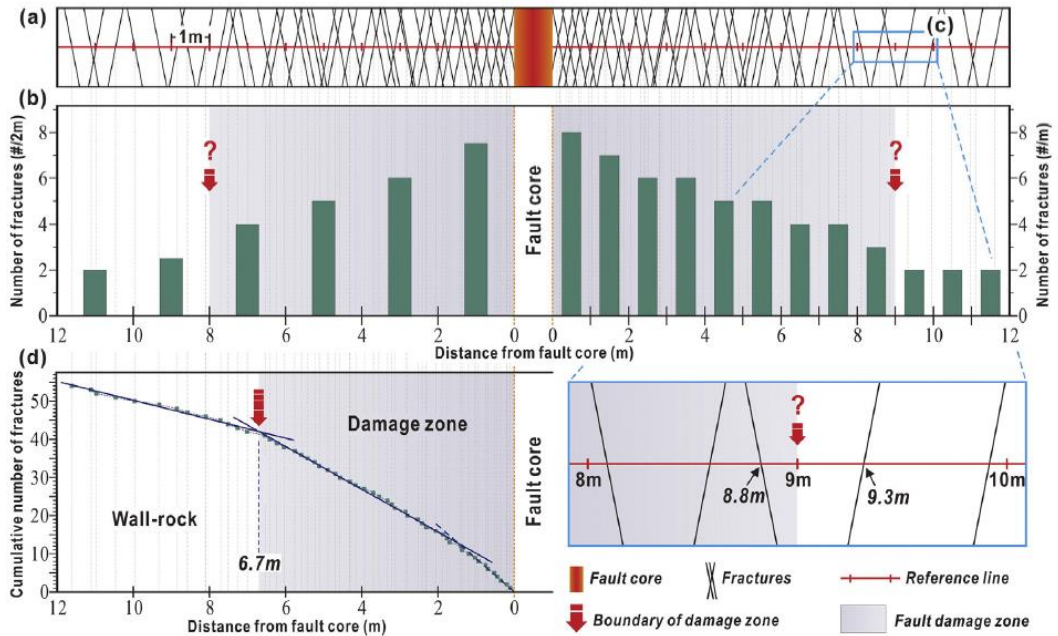 (a)
1m
(c)
(b)
Number of fractures (#/2m)
8
6
4
2
0
?
Fault core
?
8
6
4
2
0
Number of fractures (#/m)
12 10 8 6 4 2 0 0 2 4 6 8 10 12
Distance from fault core (m)
(d)
Cumulative number of fractures
50
40
30
20
10
0
Damage zone
Wall-rock
6.7m
Fault core
12 10 8 6 4 2 0
Distance from fault core (m)
?
8m 9m 10m
8.8m 9.3m
Fault core
Fractures
Reference line
Boundary of damage zone
Fault damage zone